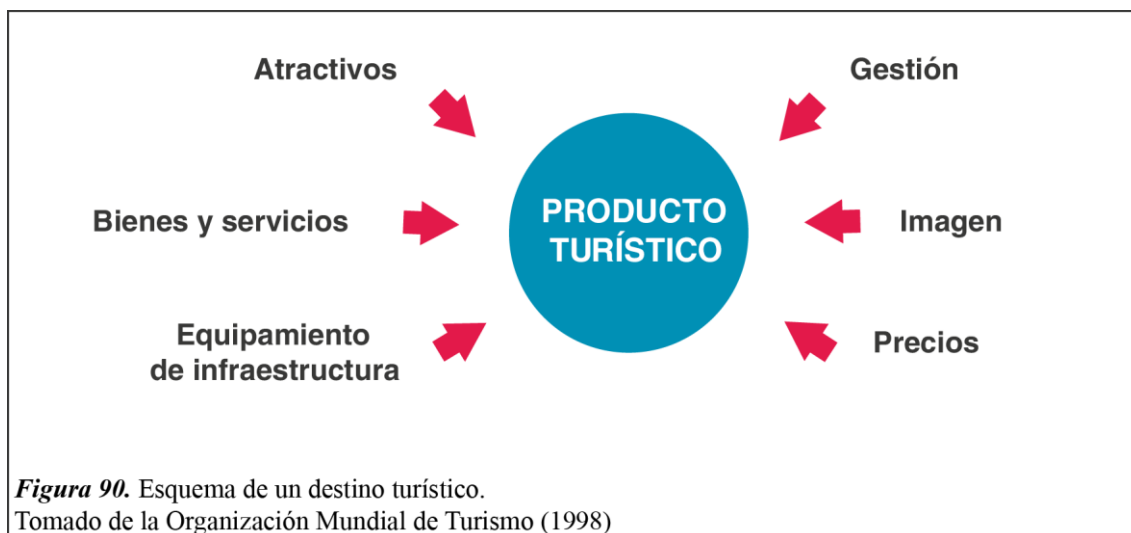 Atractivos
Gestión
Bienes y servicios
PRODUCTO
TURÍSTICO
Imagen
Equipamiento
de infraestructura
Precios
Figura 90. Esquema de un destino turístico.
Tomado de la Organización Mundial de Turismo (1998)